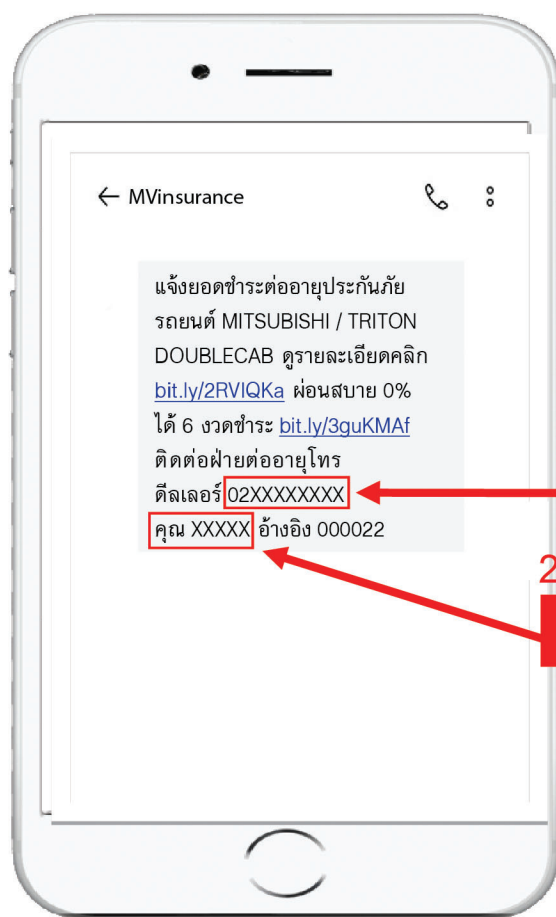 MVinsurance
แจ้งยอดชำระต่ออายุประกันภัย
รถยนต์ MITSUBISHI / TRITON
DOUBLECAB ดูรายละเอียดคลิก
bit.ly/2RVIQKa ผ่อนสบาย 0%
ได้ 6 งวดชำระ bit.ly/3guKMAf
ติดต่อฝ่ายต่ออายุโทร
ดีลเลอร์ 02XXXXXXXX
คุณ XXXXX อ้างอิง 000022
2